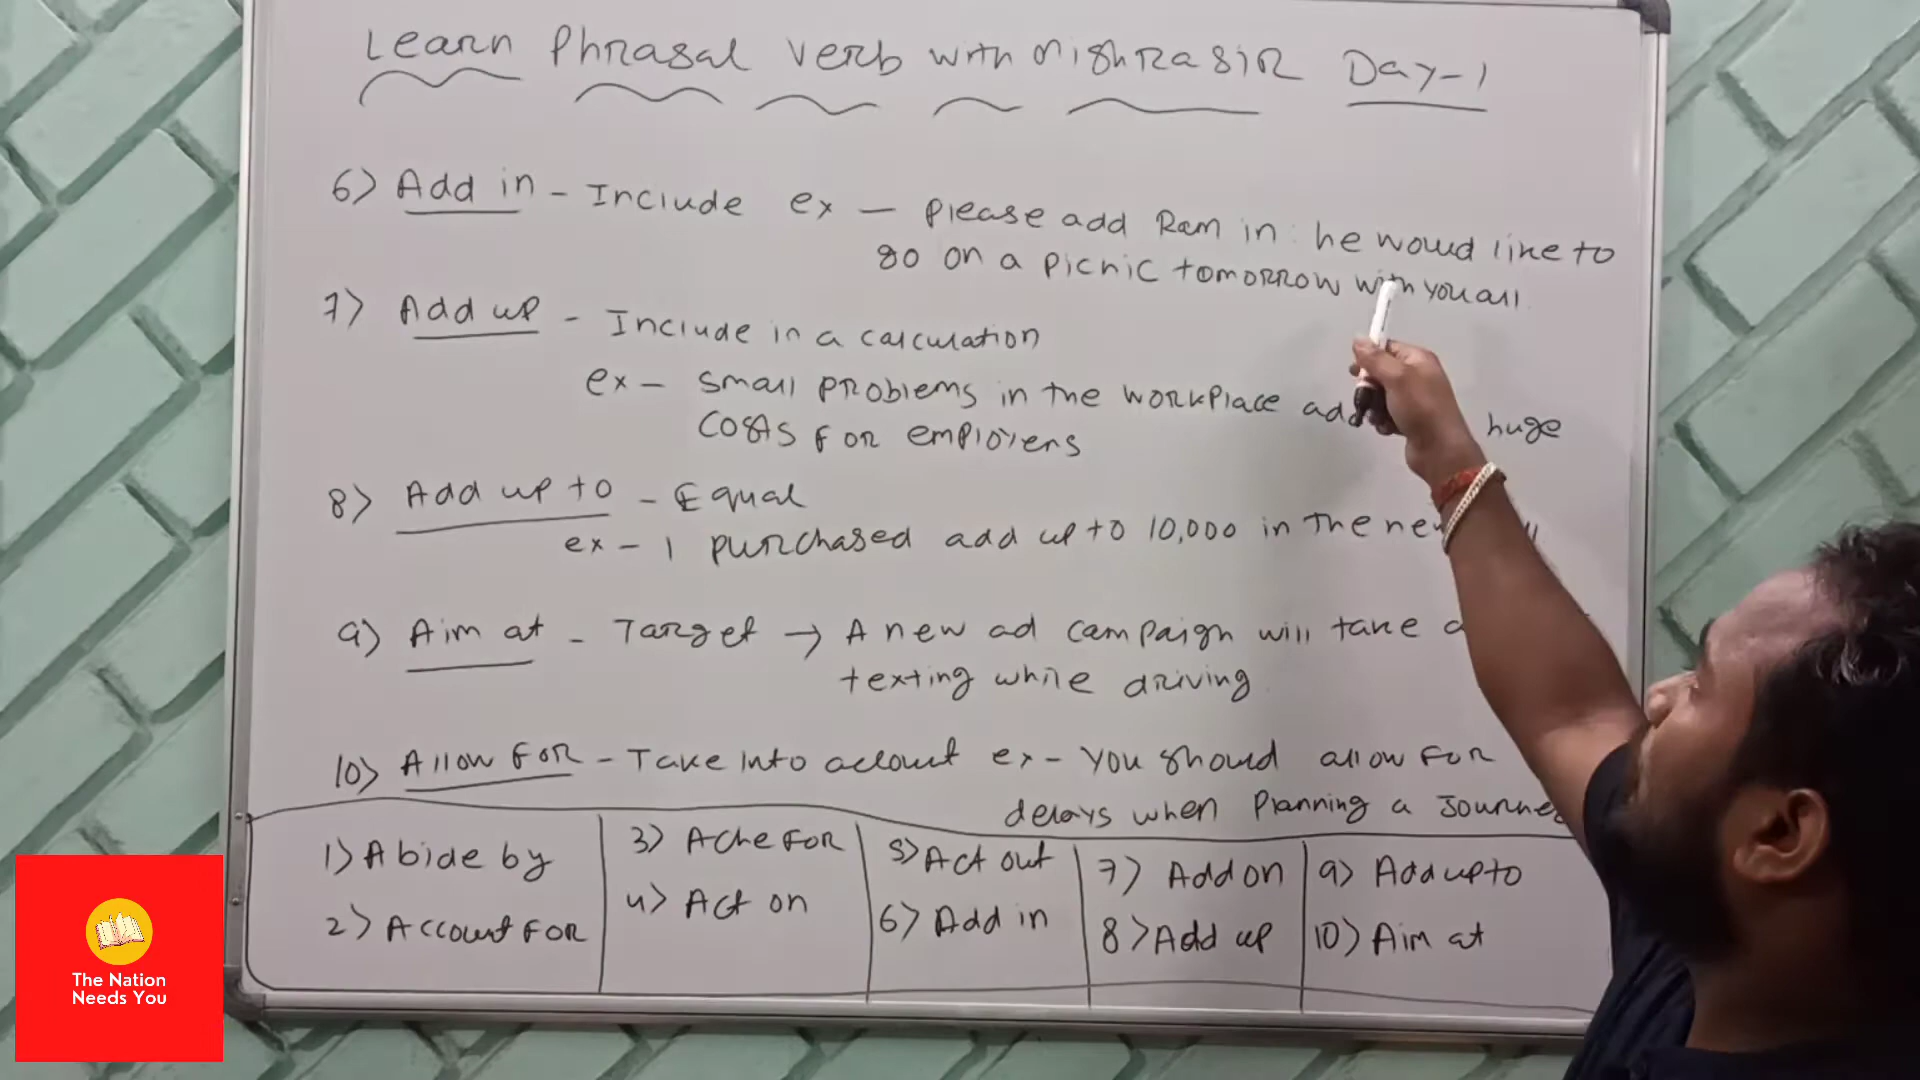 Learn Phrasal Verb with Mishra sir Day-1
6) Add in - Include ex - Please add Ram in he would like to
go on a picnic tomorrow with you all.
7) Add up - Include in a calculation
ex - small problems in the workplace add huge
costs for employers
8) Add up to - Equal
ex - I purchased add up to 10,000 in the new
9) Aim at - Target → A new ad campaign will take
texting while driving
10) Allow for - Take into account ex - You should allow for
delays when Planning a Journey
1) Abide by
2) Account for
3) Ache for
4) Act on
5) Act out
6) Add in
7) Add on
8) Add up
9) Add up to
10) Aim at
The Nation
Needs You